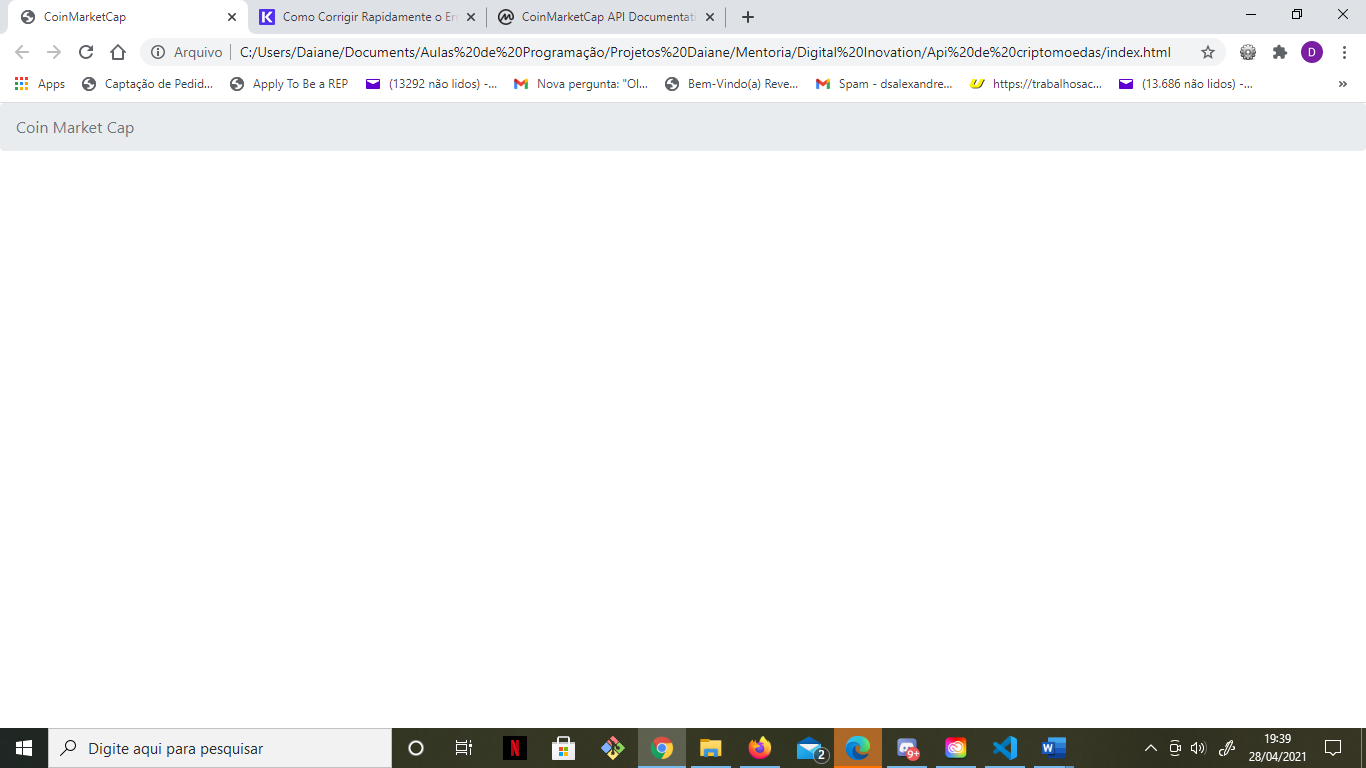 CoinMarketCap
Como Corrigir Rapidamente o Er
CoinMarketCap API Documentati
Arquivo C:/Users/Daiane/Documents/Aulas%20de%20Programação/Projetos%20Daiane/Mentoria/Digital%20Inovation/Api%20de%20criptomoedas/index.html
D
Apps Captação de Pedid... Apply To Be a REP (13292 não lidos) -... Nova pergunta: "Ol... Bem-Vindo(a) Reve... Spam - dsalexandre... https://trabalhosac... (13.686 não lidos) -... »
Coin Market Cap
Digite aqui para pesquisar
2
9+
19:39
28/04/2021